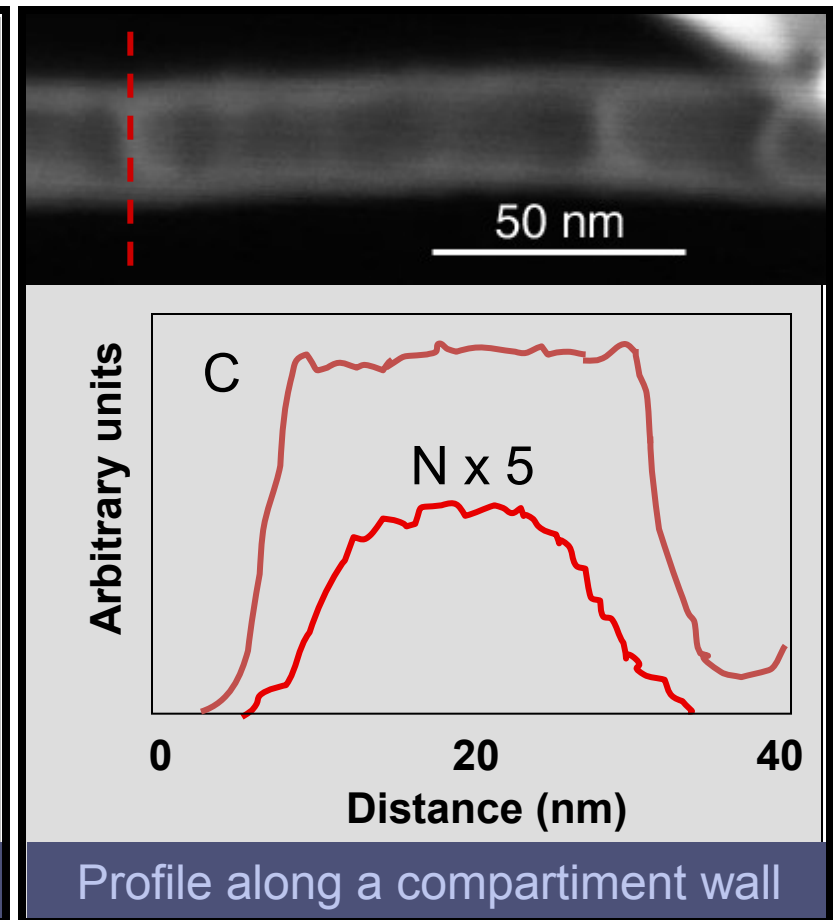 50 nm
Arbitrary units
C
N x 5
0 20 40
Distance (nm)
Profile along a compartiment wall